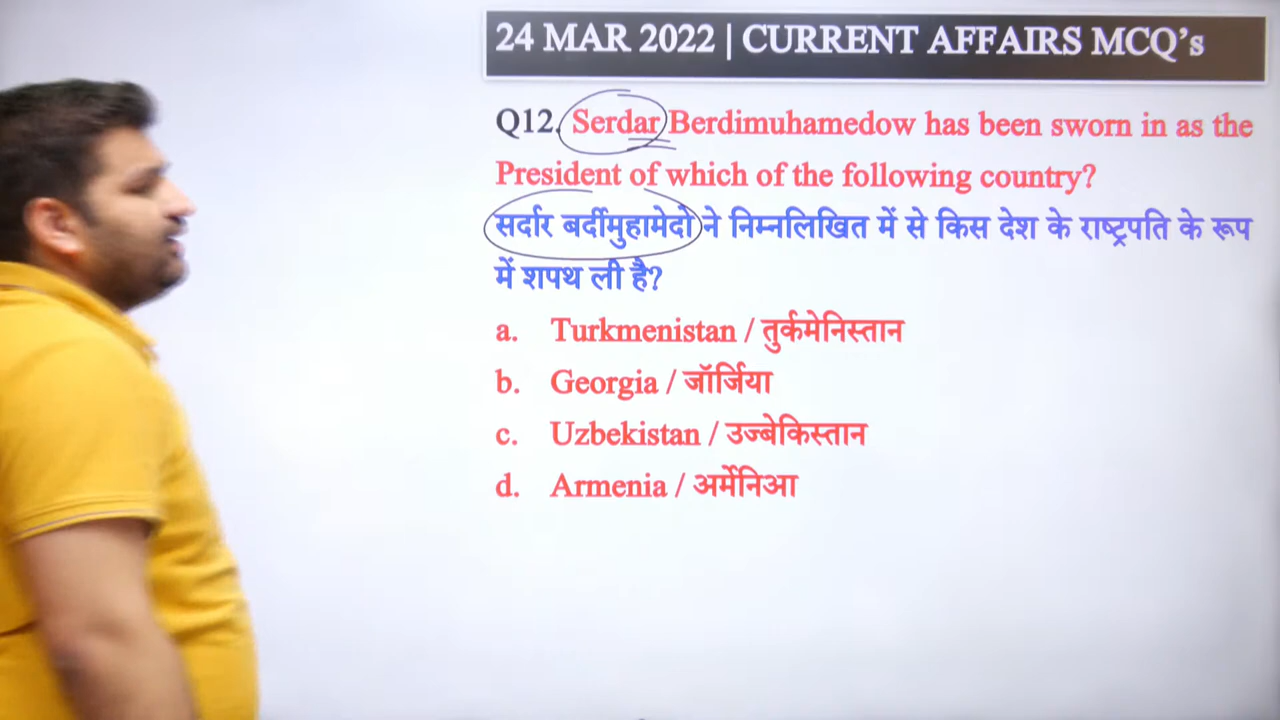 24 MAR 2022 | CURRENT AFFAIRS MCQ’s
Q12. Serdar Berdimuhamedow has been sworn in as the
President of which of the following country?
सर्दार बर्दीमुहामेदो ने निम्नलिखित में से किस देश के राष्ट्रपति के रूप
में शपथ ली है?
a. Turkmenistan / तुर्कमेनिस्तान
b. Georgia / जॉर्जिया
c. Uzbekistan / उज्बेकिस्तान
d. Armenia / अर्मेनिआ